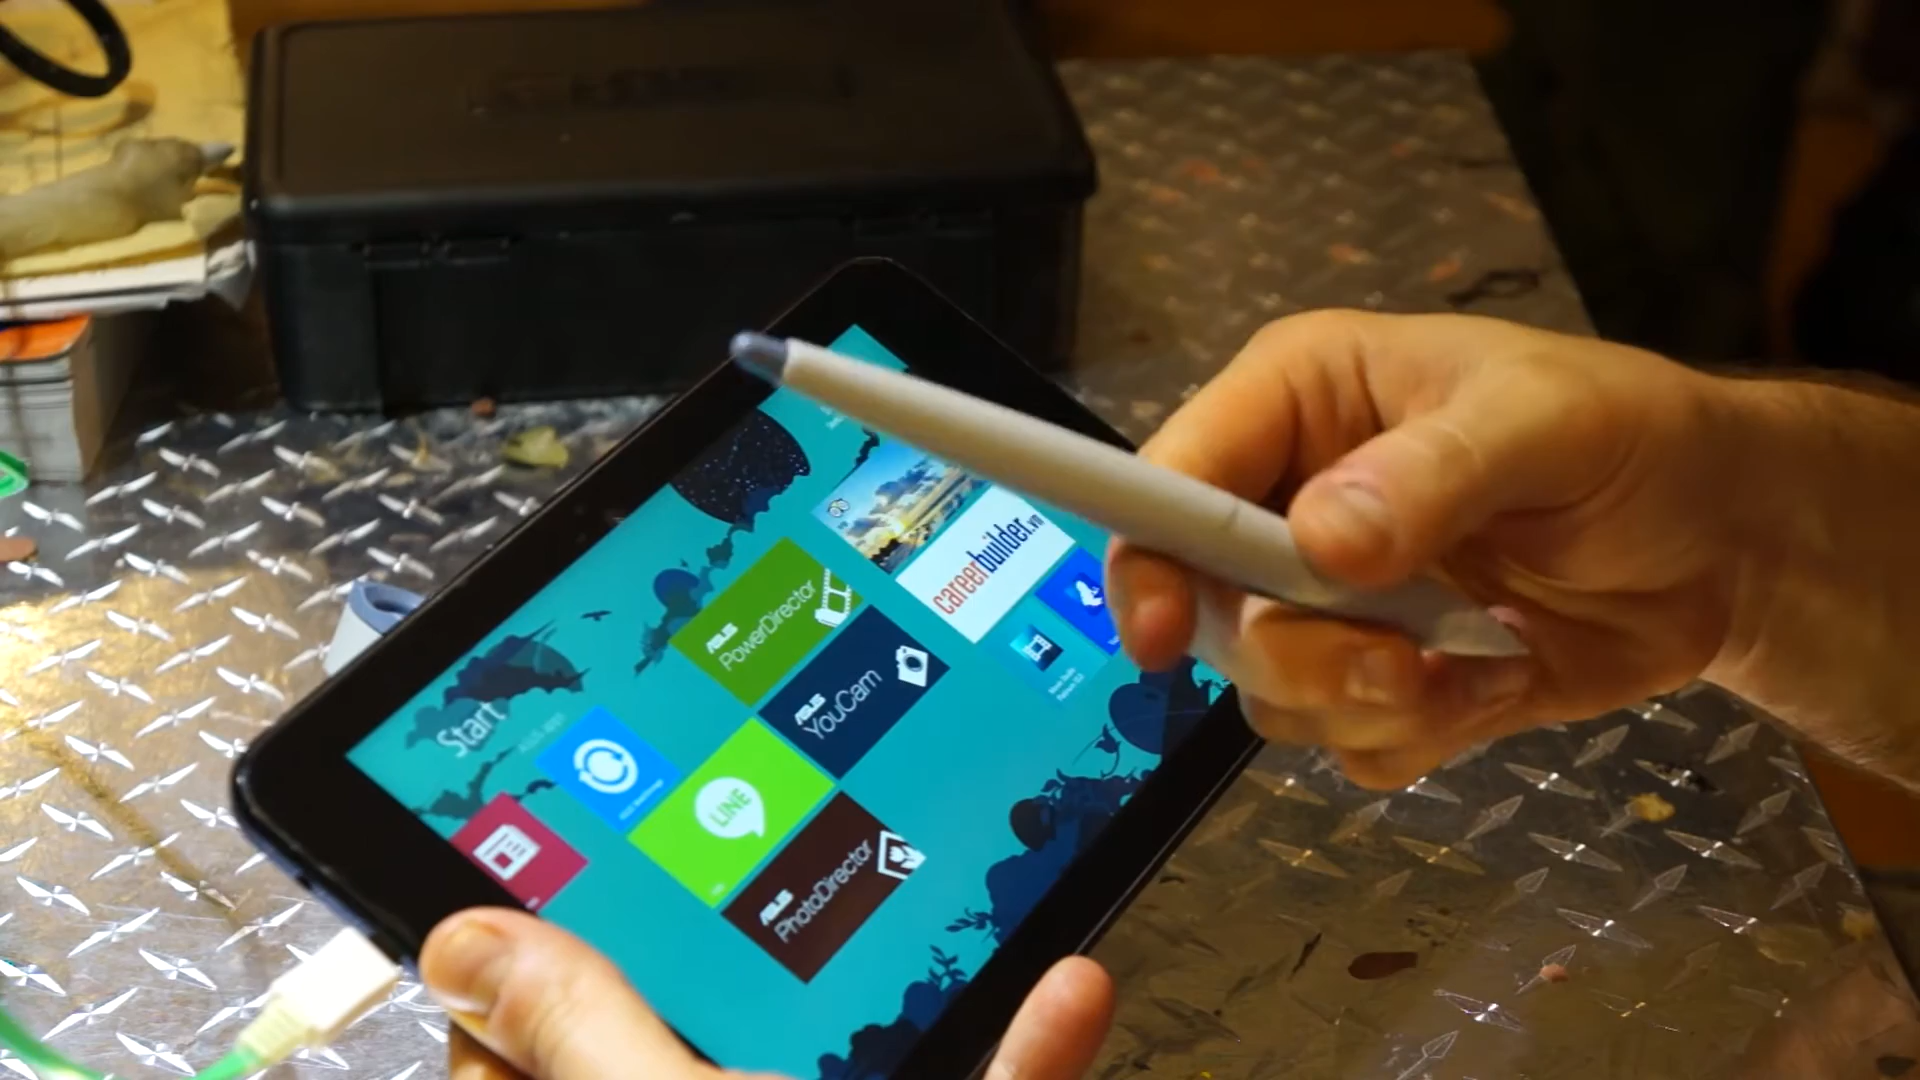 Start
ASUS
PowerDirector
ASUS
YouCam
LINE
ASUS
PhotoDirector
careerbuilder.vn